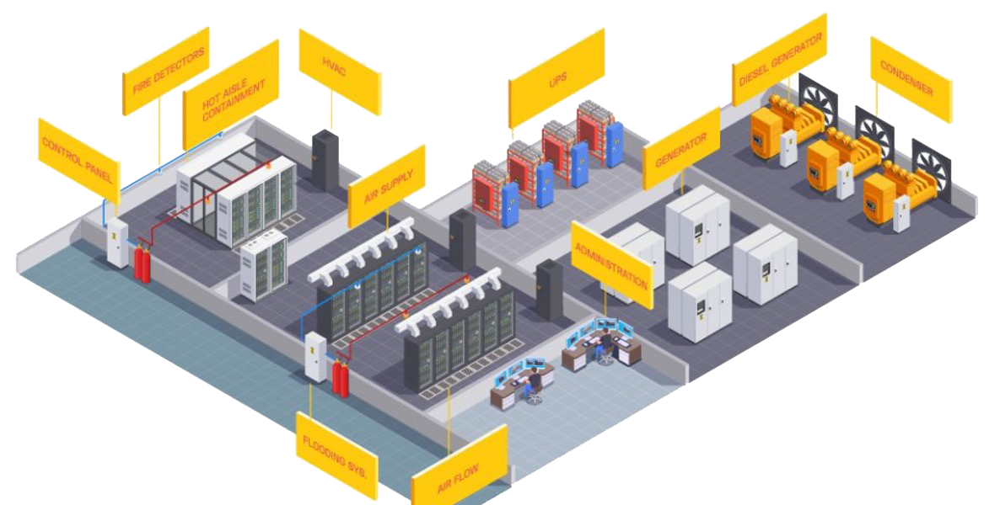 FIRE DETECTORS
HOT AISLE
CONTAINMENT
HVAC
UPS
DIESEL GENERATOR
CONDENSER
CONTROL PANEL
AIR SUPPLY
GENERATOR
ADMINISTRATION
FLOODING SYS.
AIR FLOW